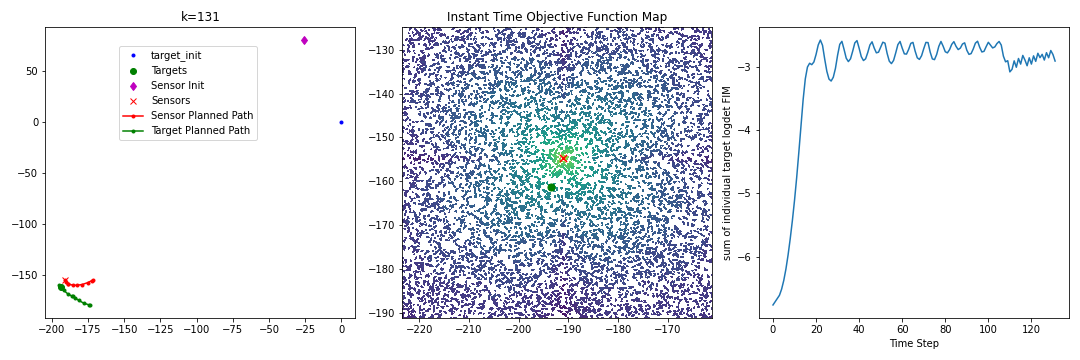 k=131
target_init
Targets
Sensor Init
Sensors
Sensor Planned Path
Target Planned Path
50
0
−50
−100
−150
−200 −175 −150 −125 −100 −75 −50 −25 0
Instant Time Objective Function Map
−130
−140
−150
−160
−170
−180
−190
−220 −210 −200 −190 −180 −170
sum of individual target logdet FIM
−3
−4
−5
−6
0 20 40 60 80 100 120
Time Step